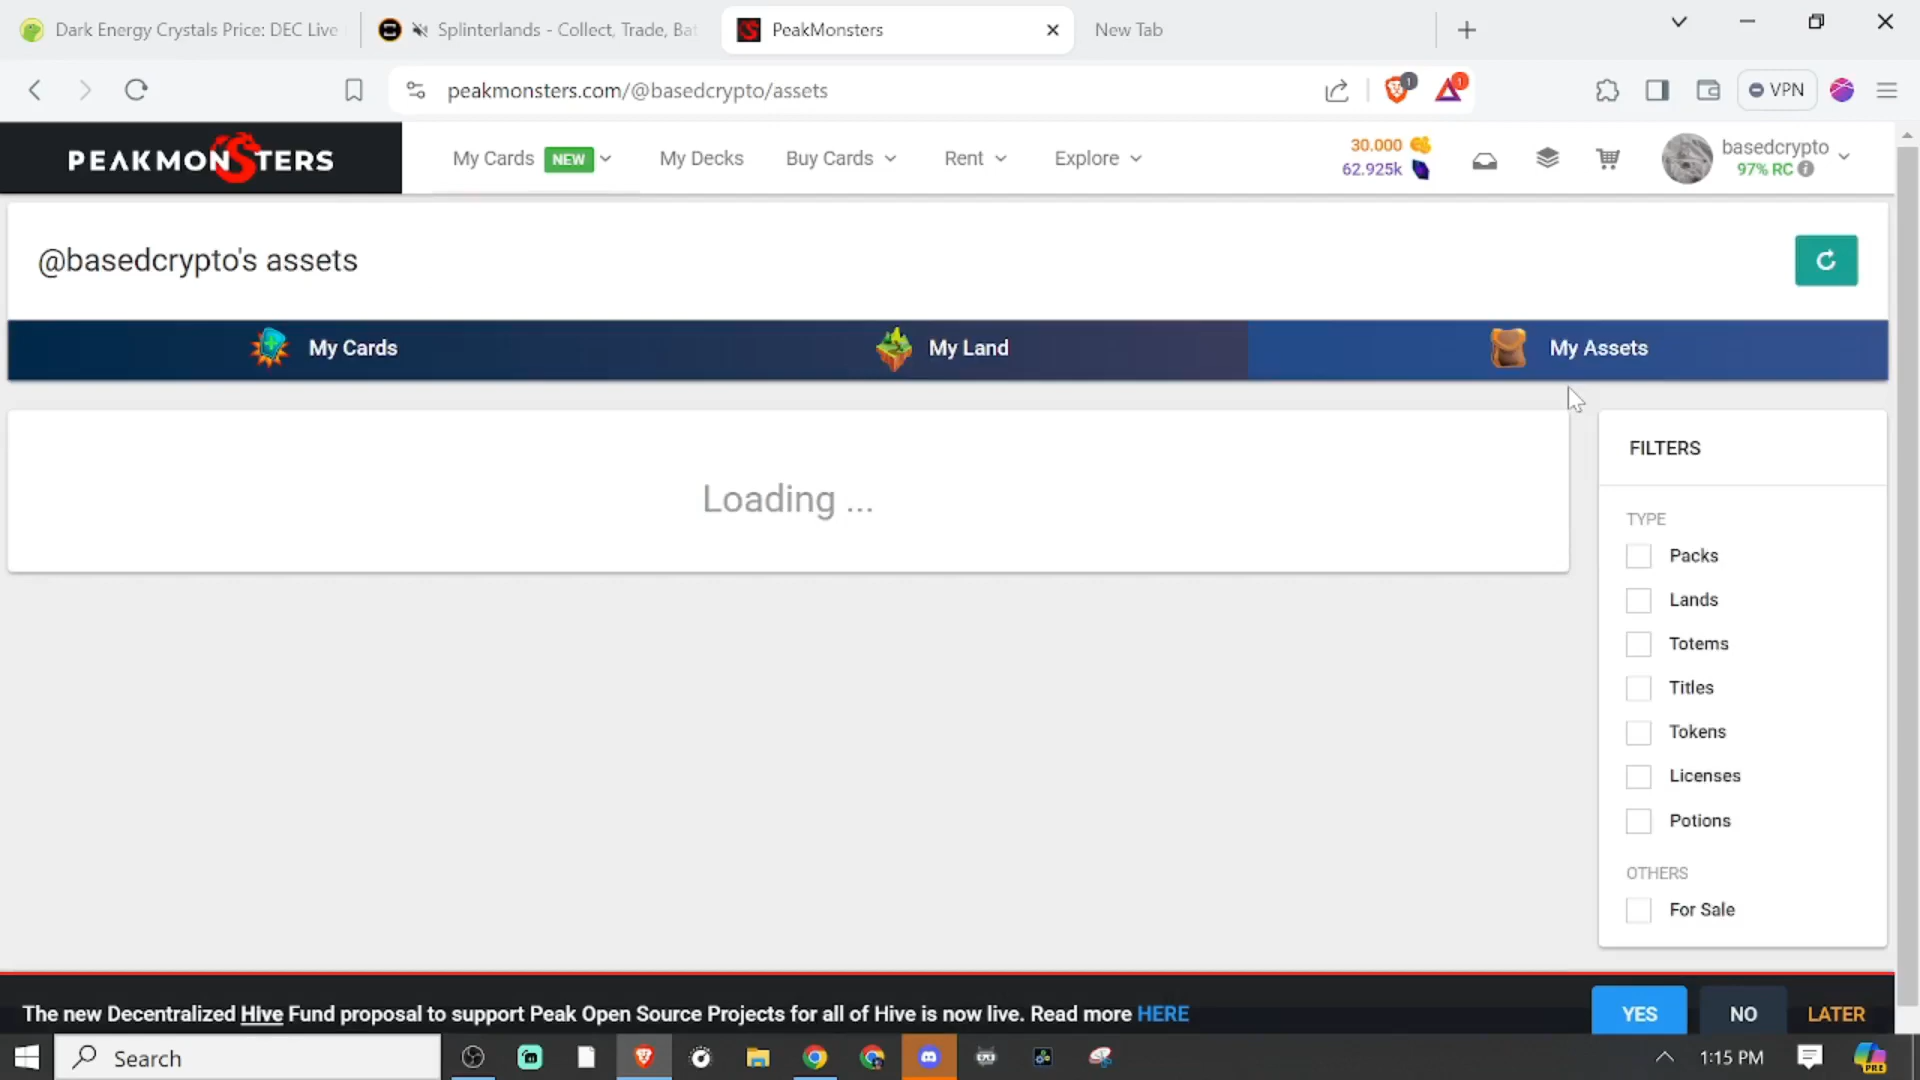 Dark Energy Crystals Price: DEC Live
Splinterlands - Collect, Trade, Bat
PeakMonsters
New Tab
peakmonsters.com/@basedcrypto/assets
1
1
VPN
PEAKMONSTERS
My Cards NEW
My Decks
Buy Cards
Rent
Explore
30.000
62.925k
basedcrypto
97% RC
@basedcrypto's assets
My Cards
My Land
My Assets
Loading ...
FILTERS
TYPE
Packs
Lands
Totems
Titles
Tokens
Licenses
Potions
OTHERS
For Sale
The new Decentralized HIve Fund proposal to support Peak Open Source Projects for all of Hive is now live. Read more HERE
YES
NO
LATER
Search
1:15 PM
PRE